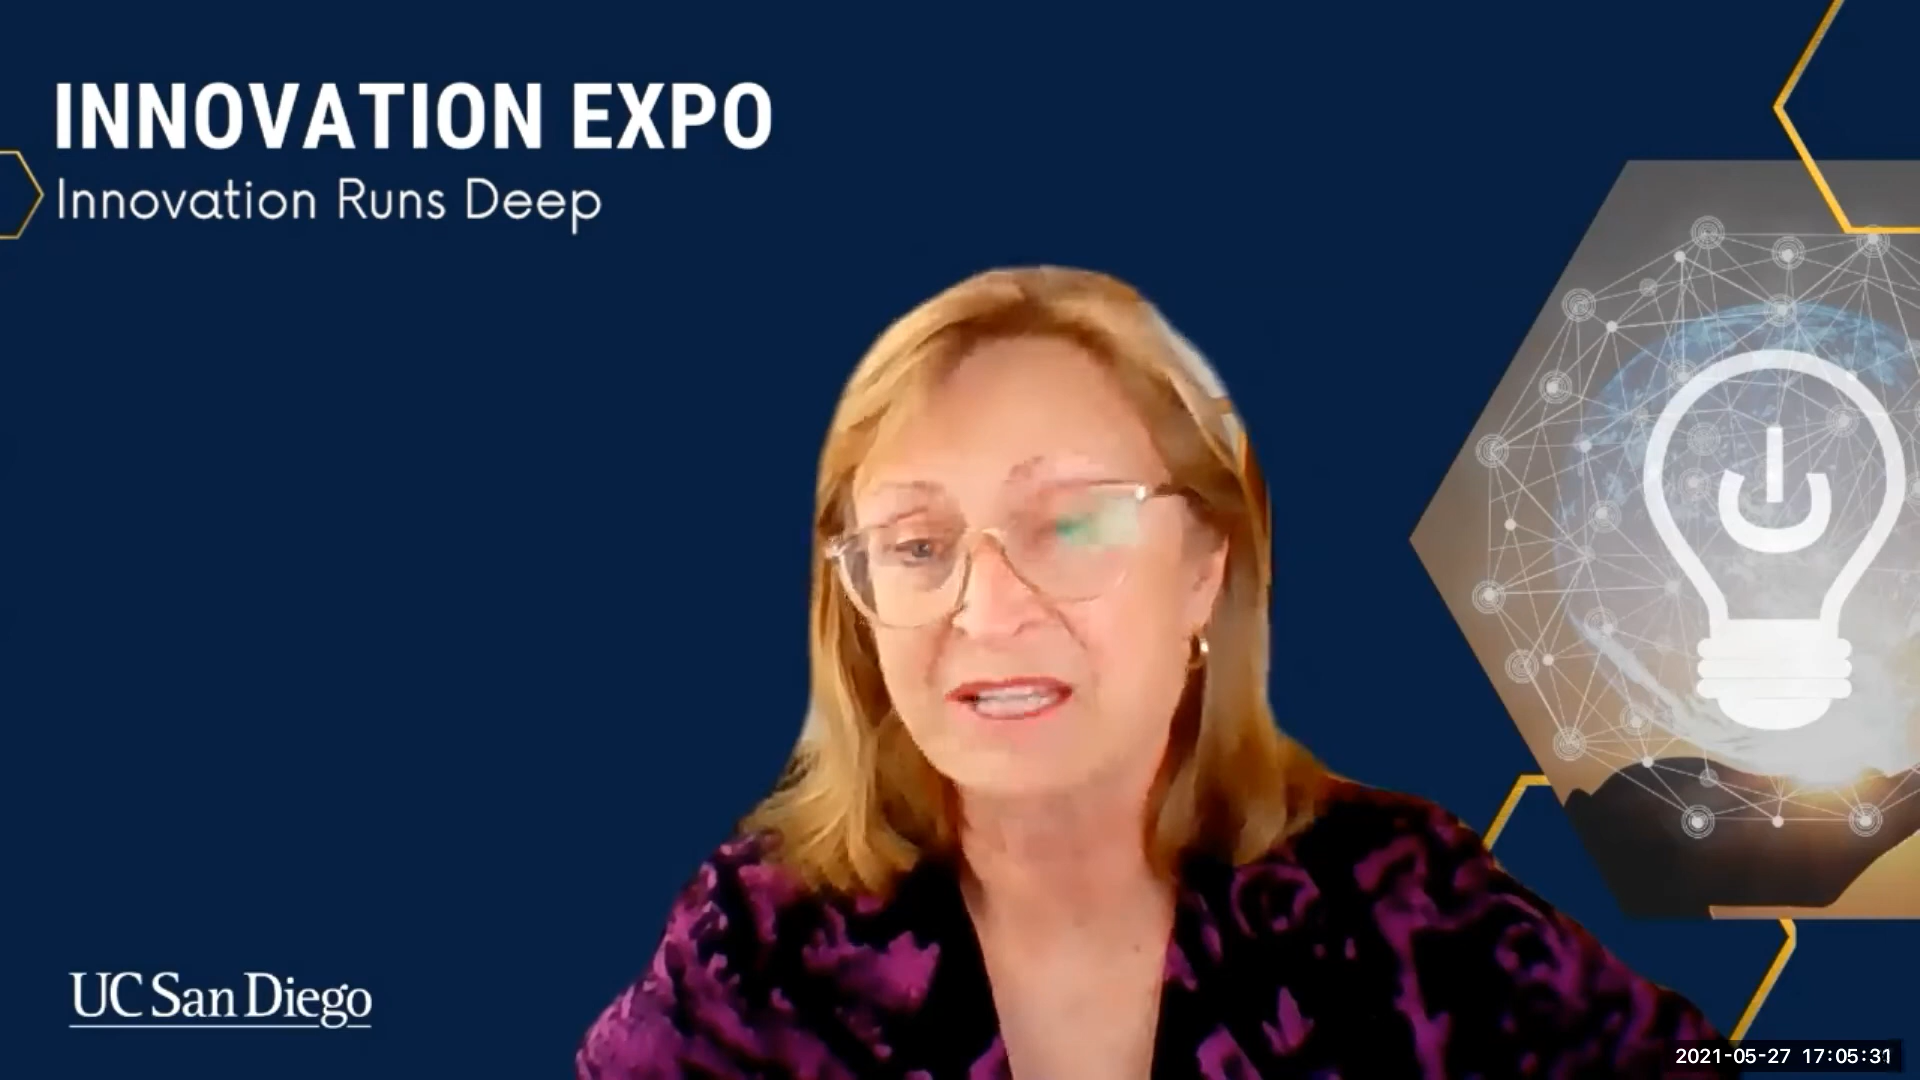 INNOVATION EXPO
Innovation Runs Deep
UC San Diego
2021-05-27 17:05:31